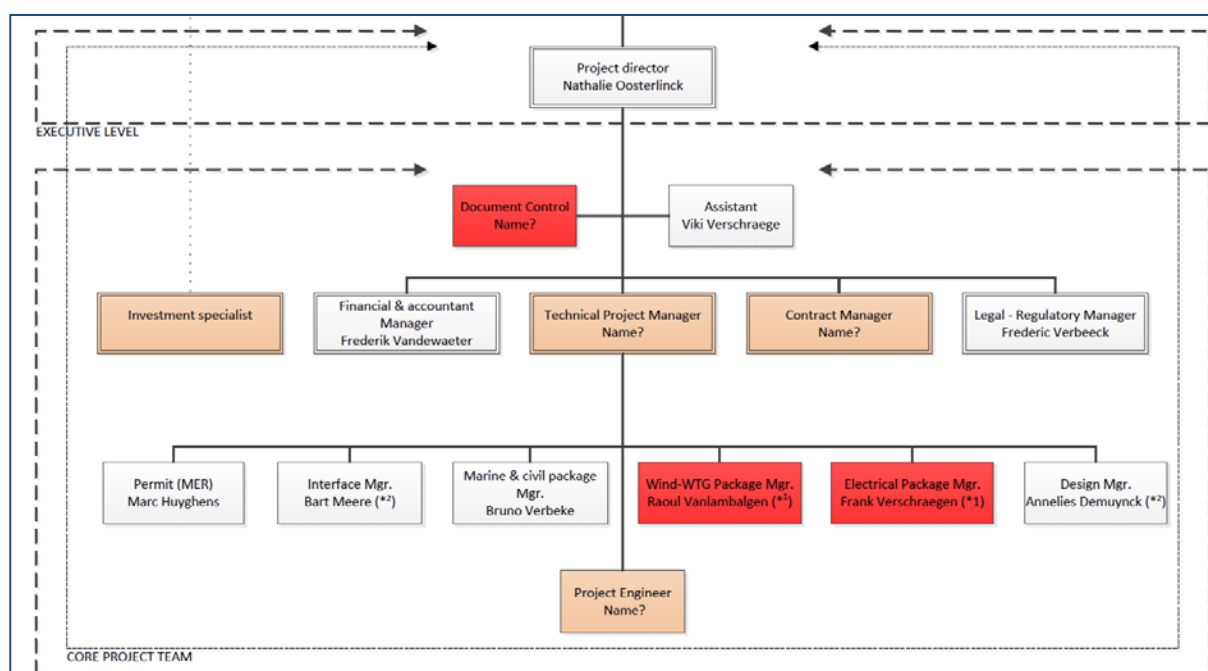 Project director
Nathalie Oosterlinck
EXECUTIVE LEVEL
Document Control
Name?
Assistant
Viki Verschraege
Investment specialist
Financial & accountant
Manager
Frederik Vandewaeter
Technical Project Manager
Name?
Contract Manager
Name?
Legal - Regulatory Manager
Frederic Verbeeck
Permit (MER)
Marc Huyghens
Interface Mgr.
Bart Meere (*²)
Marine & civil package
Mgr.
Bruno Verbeke
Wind-WTG Package Mgr.
Raoul Vanlambalgen (*¹)
Electrical Package Mgr.
Frank Verschraegen (*1)
Design Mgr.
Annelies Demuynck (*²)
Project Engineer
Name?
CORE PROJECT TEAM